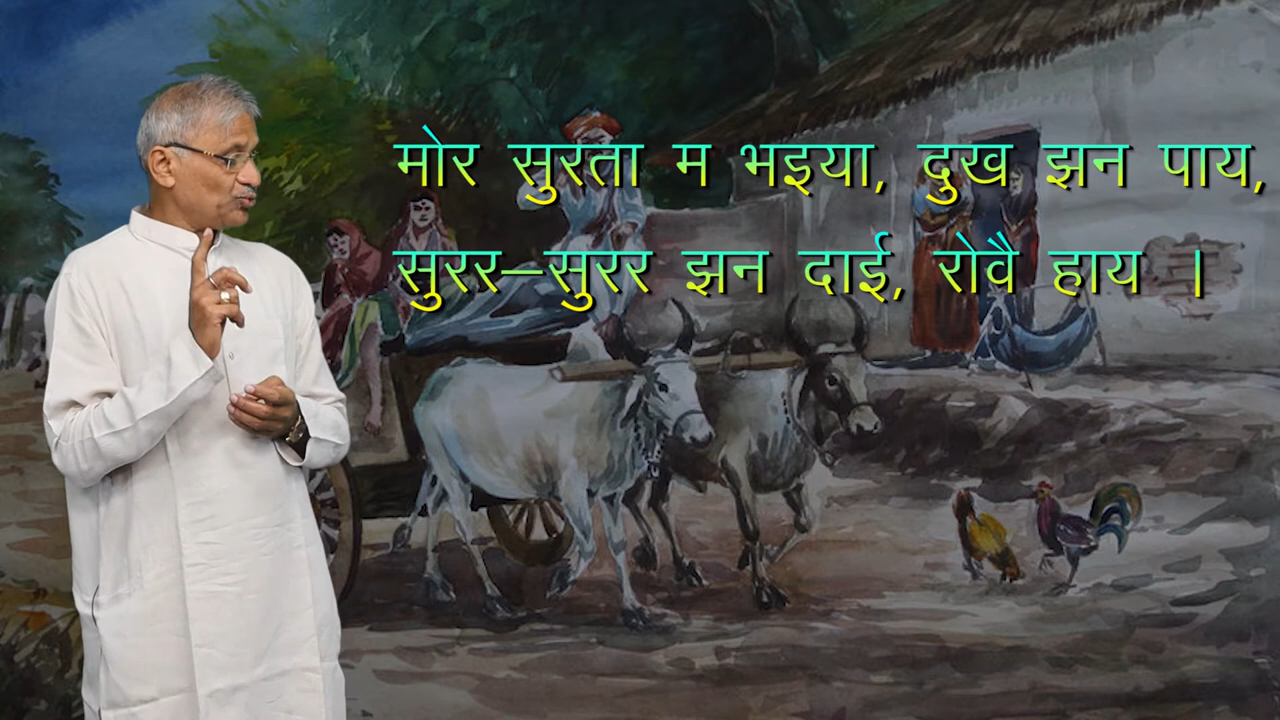 मोर सुरता म भइया, दुख झन पाय,
सुरर–सुरर झन दाई, रोवै हाय ।